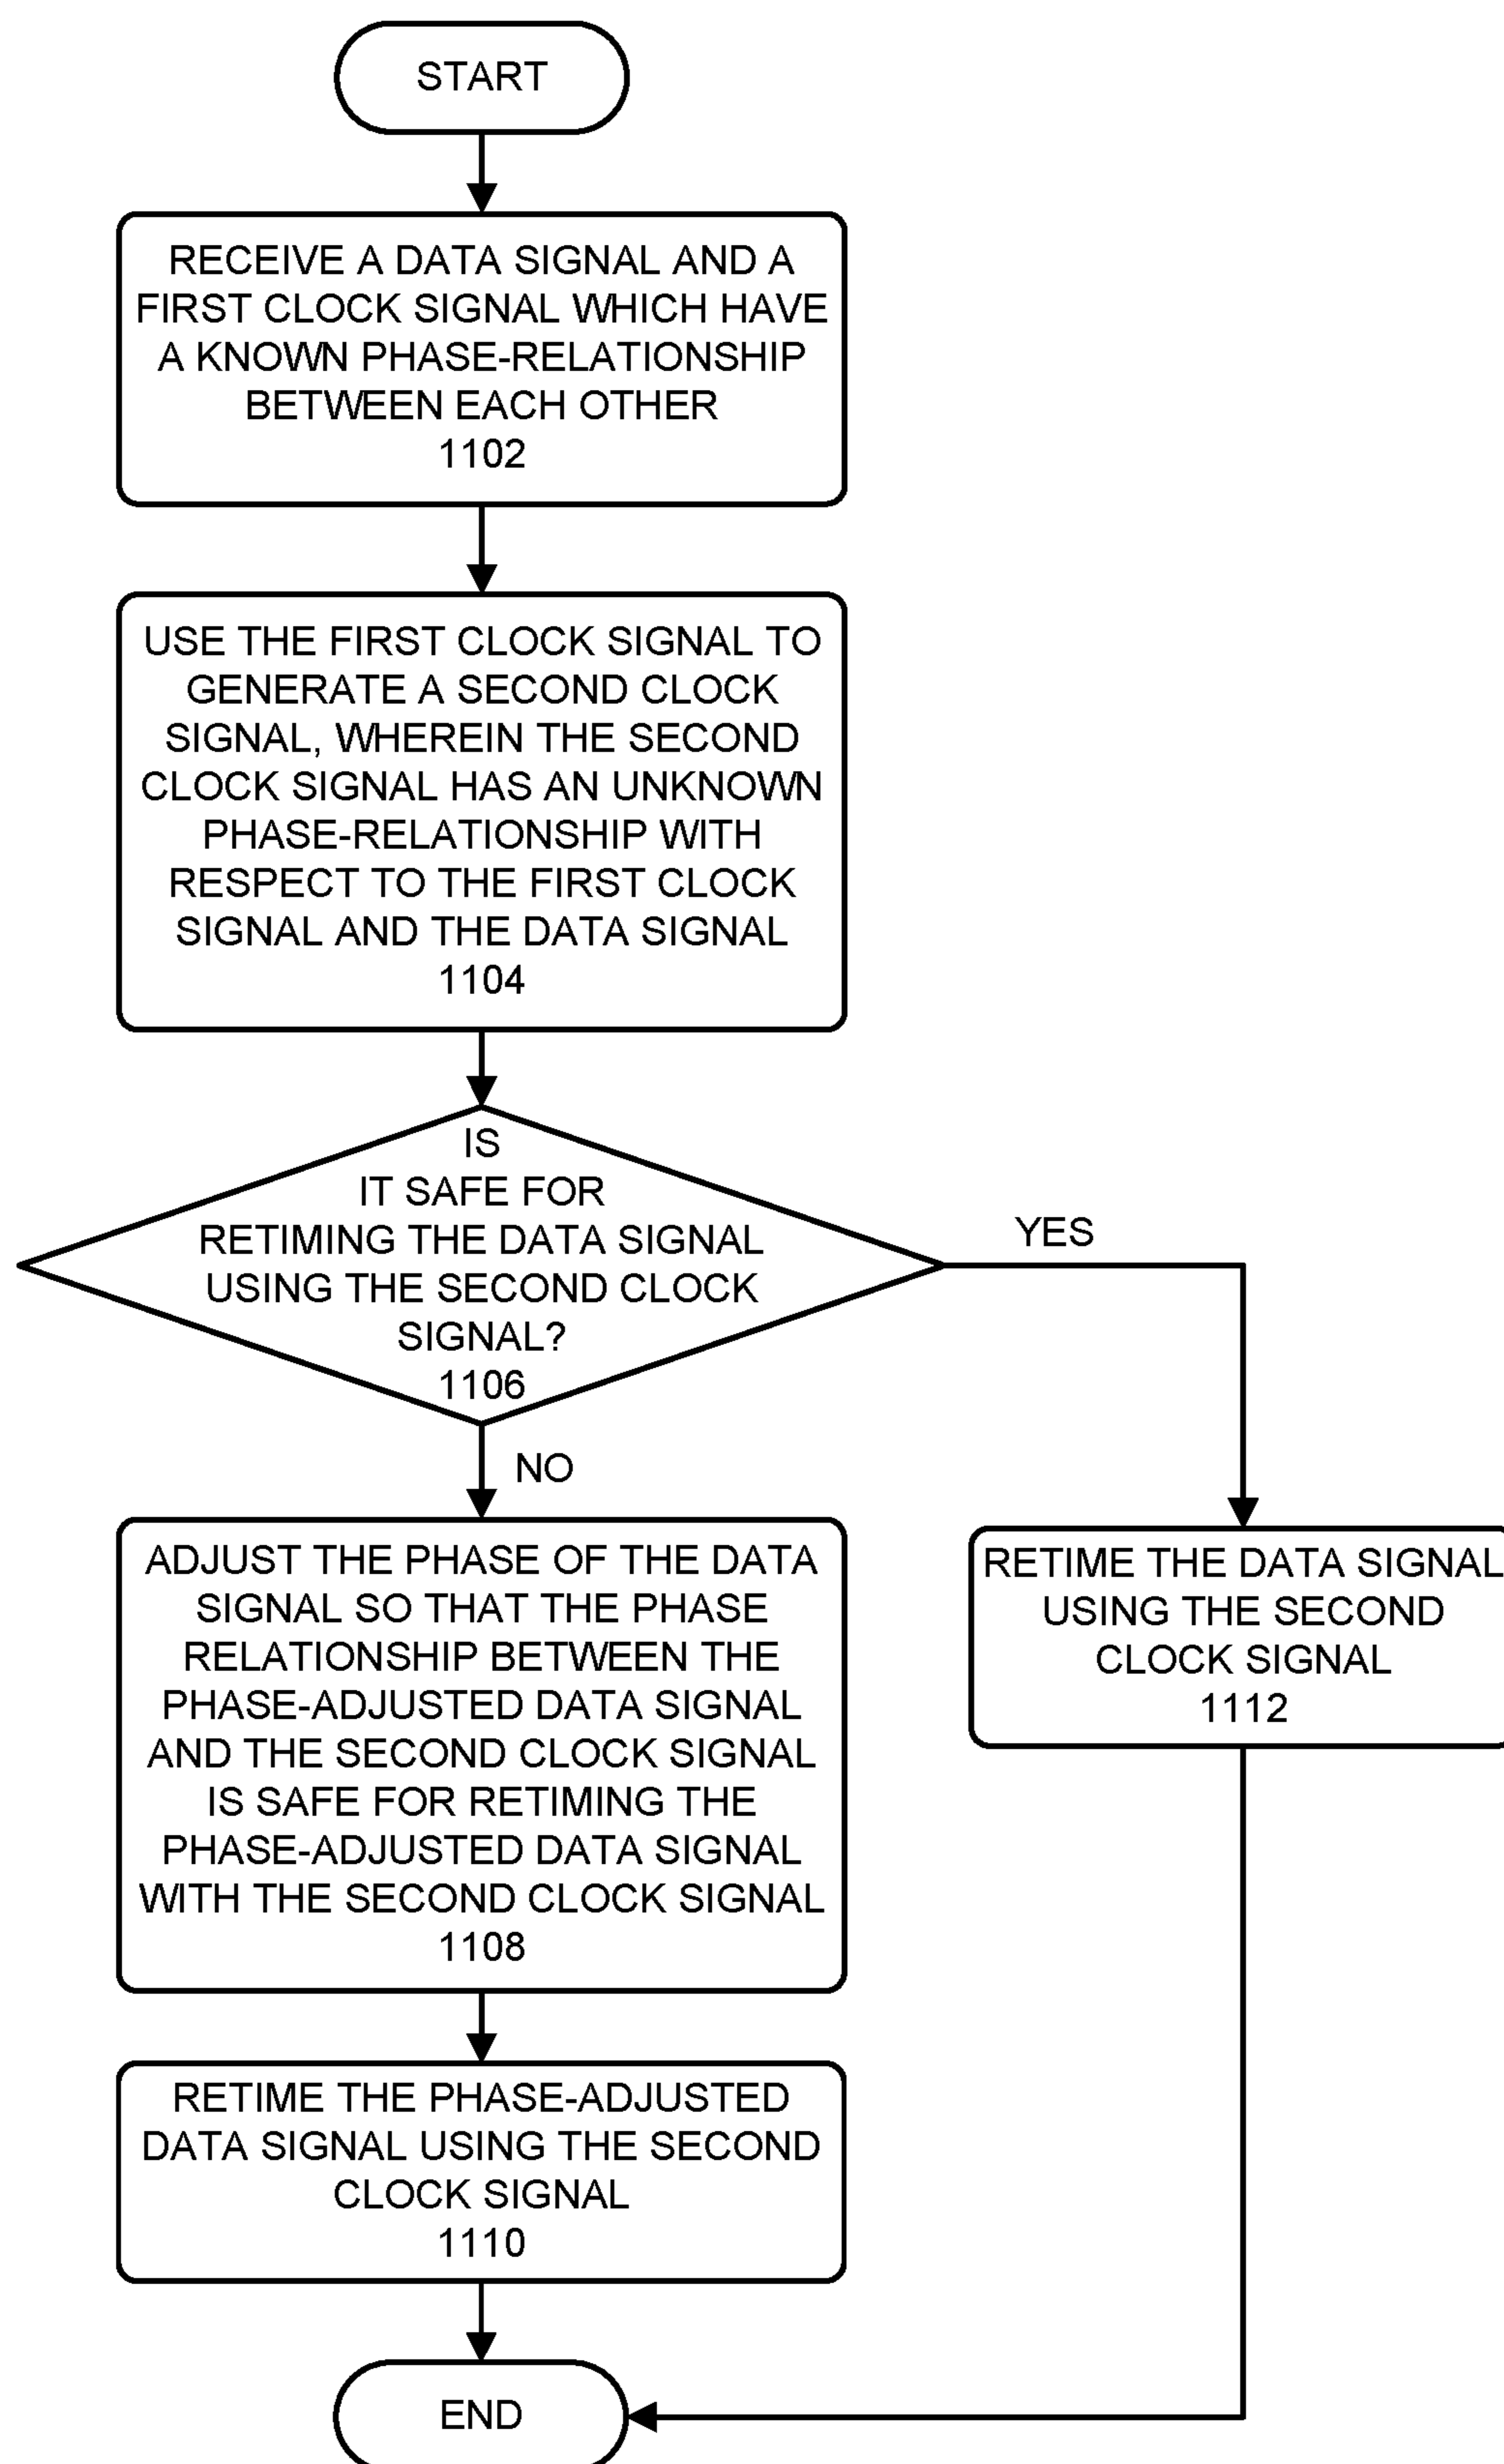 START
RECEIVE A DATA SIGNAL AND A
FIRST CLOCK SIGNAL WHICH HAVE
A KNOWN PHASE-RELATIONSHIP
BETWEEN EACH OTHER
1102
USE THE FIRST CLOCK SIGNAL TO
GENERATE A SECOND CLOCK
SIGNAL, WHEREIN THE SECOND
CLOCK SIGNAL HAS AN UNKNOWN
PHASE-RELATIONSHIP WITH
RESPECT TO THE FIRST CLOCK
SIGNAL AND THE DATA SIGNAL
1104
IS
IT SAFE FOR
RETIMING THE DATA SIGNAL
USING THE SECOND CLOCK
SIGNAL?
1106
YES
NO
ADJUST THE PHASE OF THE DATA
SIGNAL SO THAT THE PHASE
RELATIONSHIP BETWEEN THE
PHASE-ADJUSTED DATA SIGNAL
AND THE SECOND CLOCK SIGNAL
IS SAFE FOR RETIMING THE
PHASE-ADJUSTED DATA SIGNAL
WITH THE SECOND CLOCK SIGNAL
1108
RETIME THE DATA SIGNAL
USING THE SECOND
CLOCK SIGNAL
1112
RETIME THE PHASE-ADJUSTED
DATA SIGNAL USING THE SECOND
CLOCK SIGNAL
1110
END